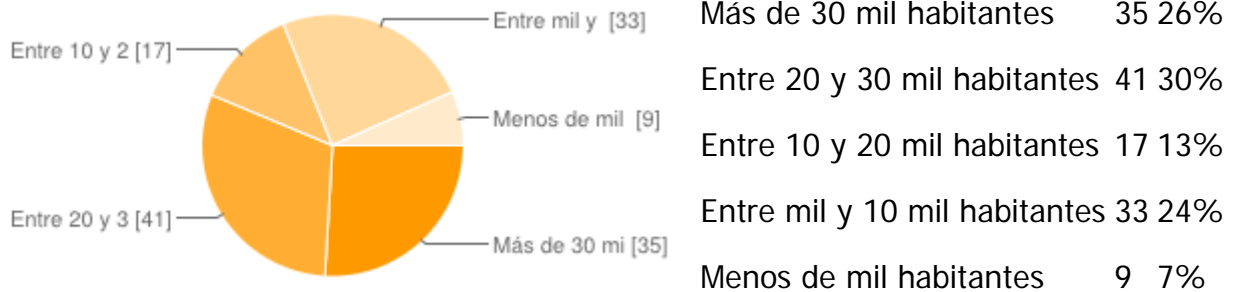 Entre mil y [33]
Entre 10 y 2 [17]
Menos de mil [9]
Entre 20 y 3 [41]
Más de 30 mi [35]
Más de 30 mil habitantes 35 26%
Entre 20 y 30 mil habitantes 41 30%
Entre 10 y 20 mil habitantes 17 13%
Entre mil y 10 mil habitantes 33 24%
Menos de mil habitantes 9 7%